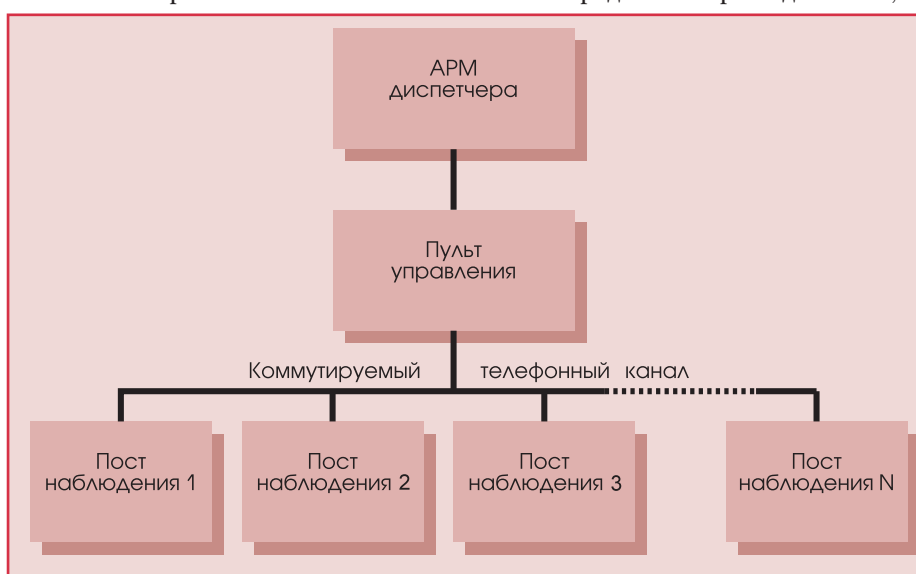 АРМ
диспетчера
Пульт
управления
Коммутируемый телефонный канал
Пост
наблюдения 1
Пост
наблюдения 2
Пост
наблюдения 3
Пост
наблюдения N